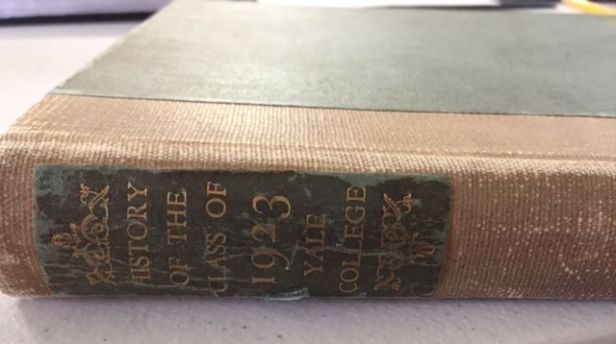 HISTORY
OF THE
CLASS OF
1923
YALE
COLLEGE